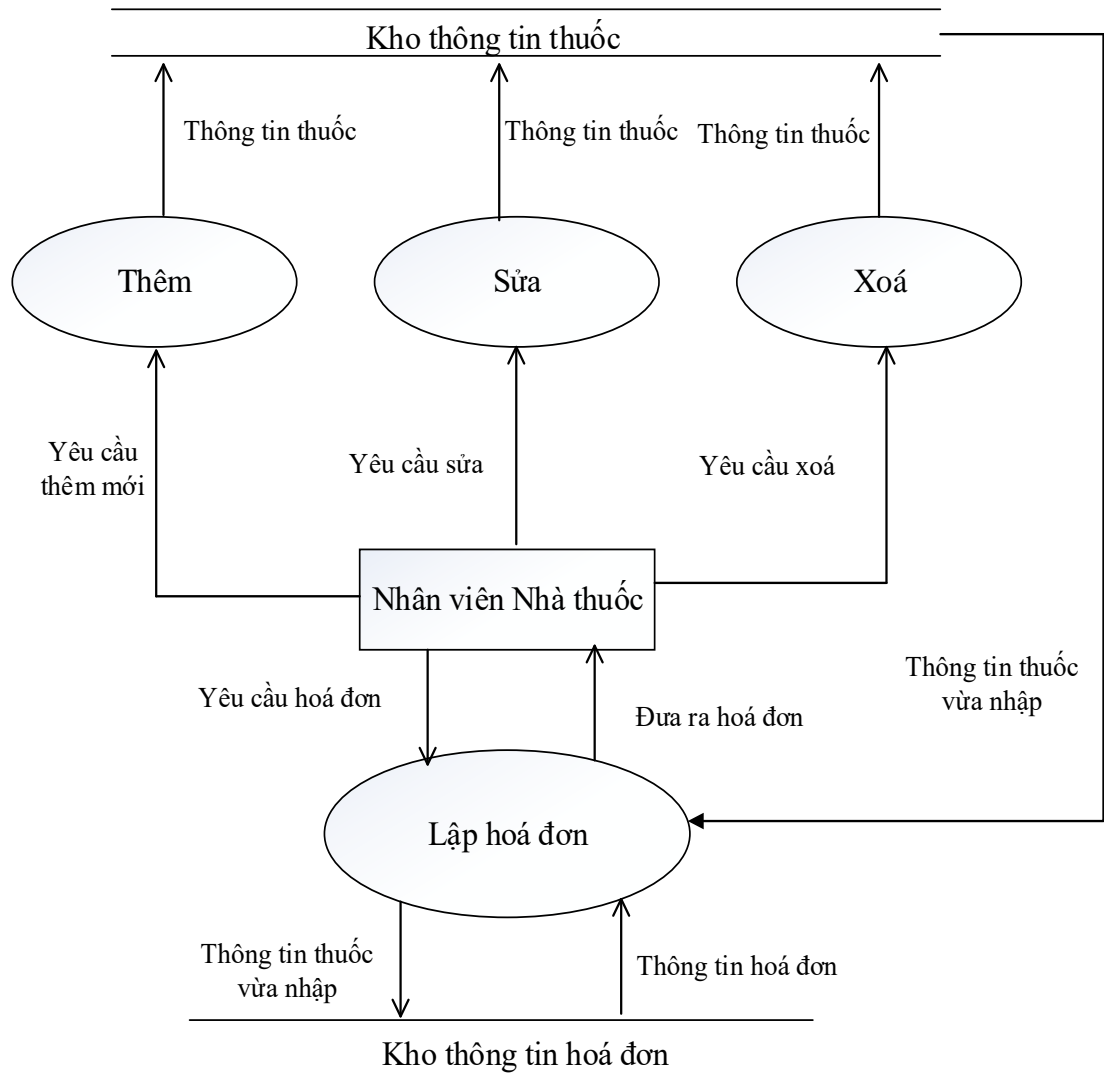 Kho thông tin thuốc
Thông tin thuốc
Thông tin thuốc
Thông tin thuốc
Thêm
Sửa
Xoá
Yêu cầu
thêm mới
Yêu cầu sửa
Yêu cầu xoá
Nhân viên Nhà thuốc
Yêu cầu hoá đơn
Đưa ra hoá đơn
Thông tin thuốc
vừa nhập
Lập hoá đơn
Thông tin thuốc
vừa nhập
Thông tin hoá đơn
Kho thông tin hoá đơn